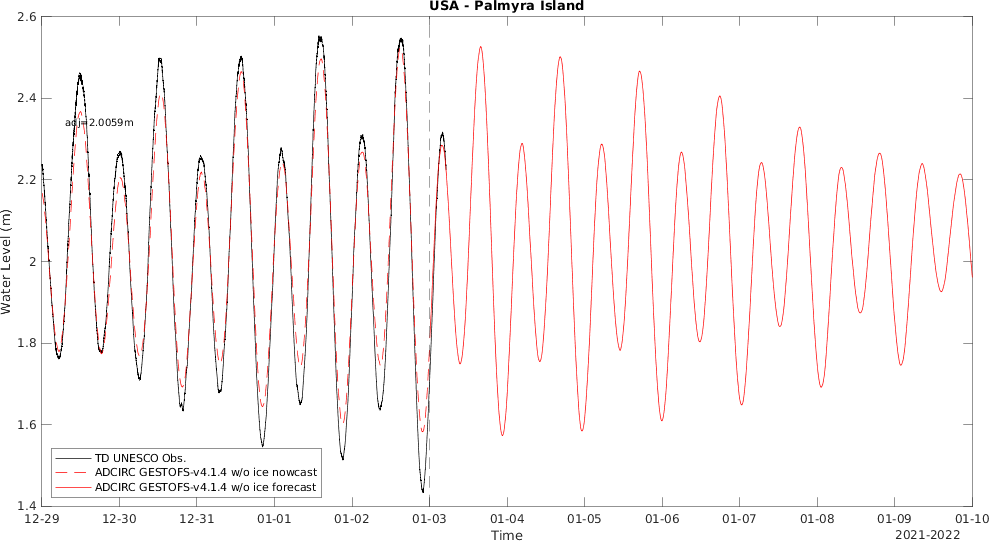 USA - Palmyra Island
2.6
2.4
adj=2.0059m
2.2
2
1.8
1.6
1.4
Water Level (m)
TD UNESCO Obs.
ADCIRC GESTOFS-v4.1.4 w/o ice nowcast
ADCIRC GESTOFS-v4.1.4 w/o ice forecast
12-29 12-30 12-31 01-01 01-02 01-03 01-04 01-05 01-06 01-07 01-08 01-09 01-10
Time
2021-2022